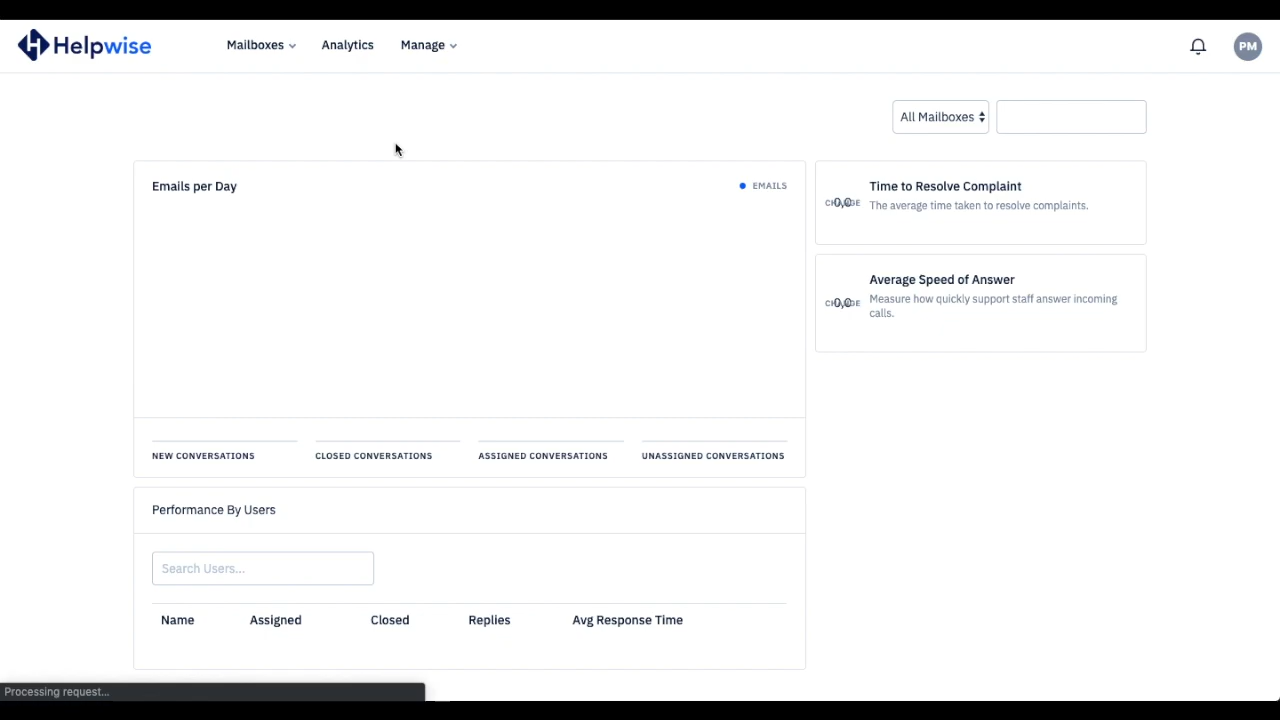 Helpwise
Mailboxes
Analytics
Manage
PM
All Mailboxes
Emails per Day
EMAILS
Time to Resolve Complaint
The average time taken to resolve complaints.
Average Speed of Answer
Measure how quickly support staff answer incoming
calls.
NEW CONVERSATIONS
CLOSED CONVERSATIONS
ASSIGNED CONVERSATIONS
UNASSIGNED CONVERSATIONS
Performance By Users
Search Users...
Name
Assigned
Closed
Replies
Avg Response Time
Processing request...